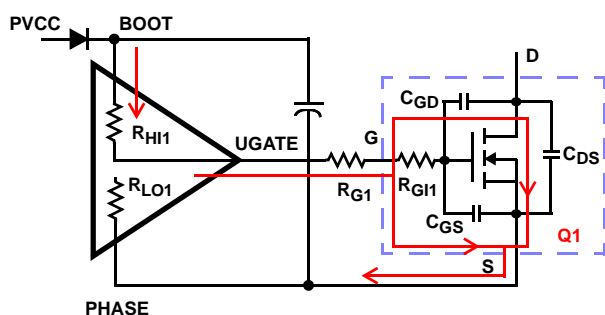 PVCC
BOOT
D
CGD
RHI1
UGATE
G
CDS
RLO1
RG1
RGI1
CGS
Q1
S
PHASE